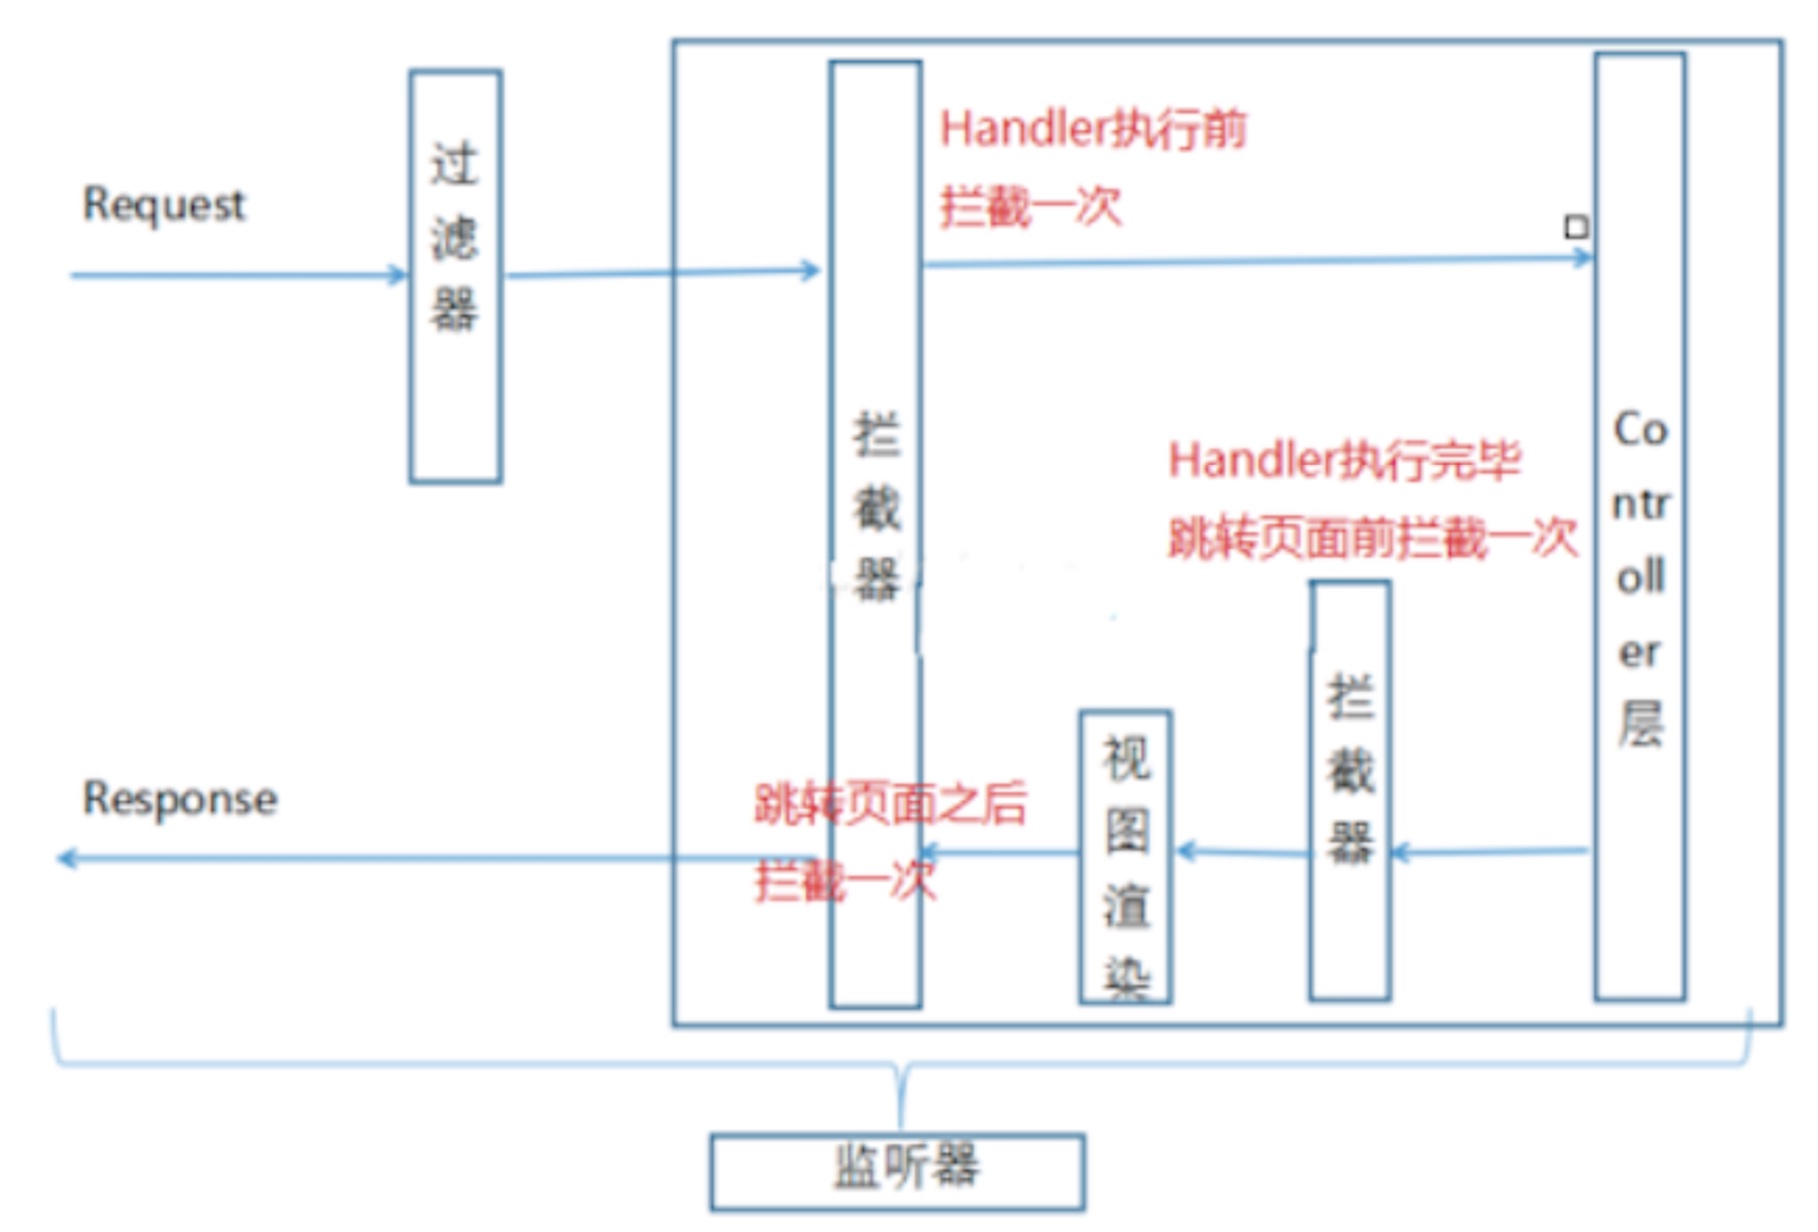 过滤器
Request
Handler执行前
拦截一次
拦截器
Controller层
Handler执行完毕
跳转页面前拦截一次
拦截器
视图渲染
Response
跳转页面之后
拦截一次
监听器